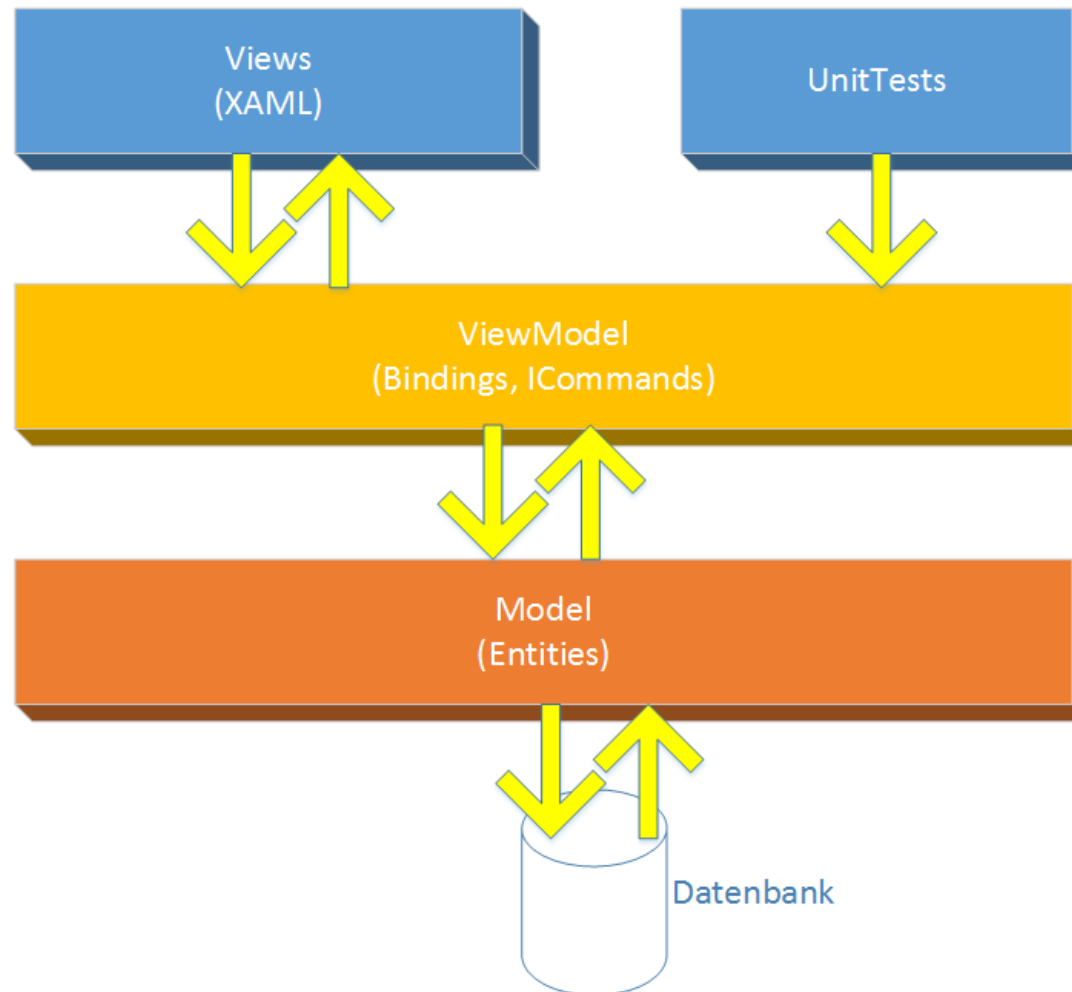 Views
(XAML)
UnitTests
ViewModel
(Bindings, ICommands)
Model
(Entities)
Datenbank